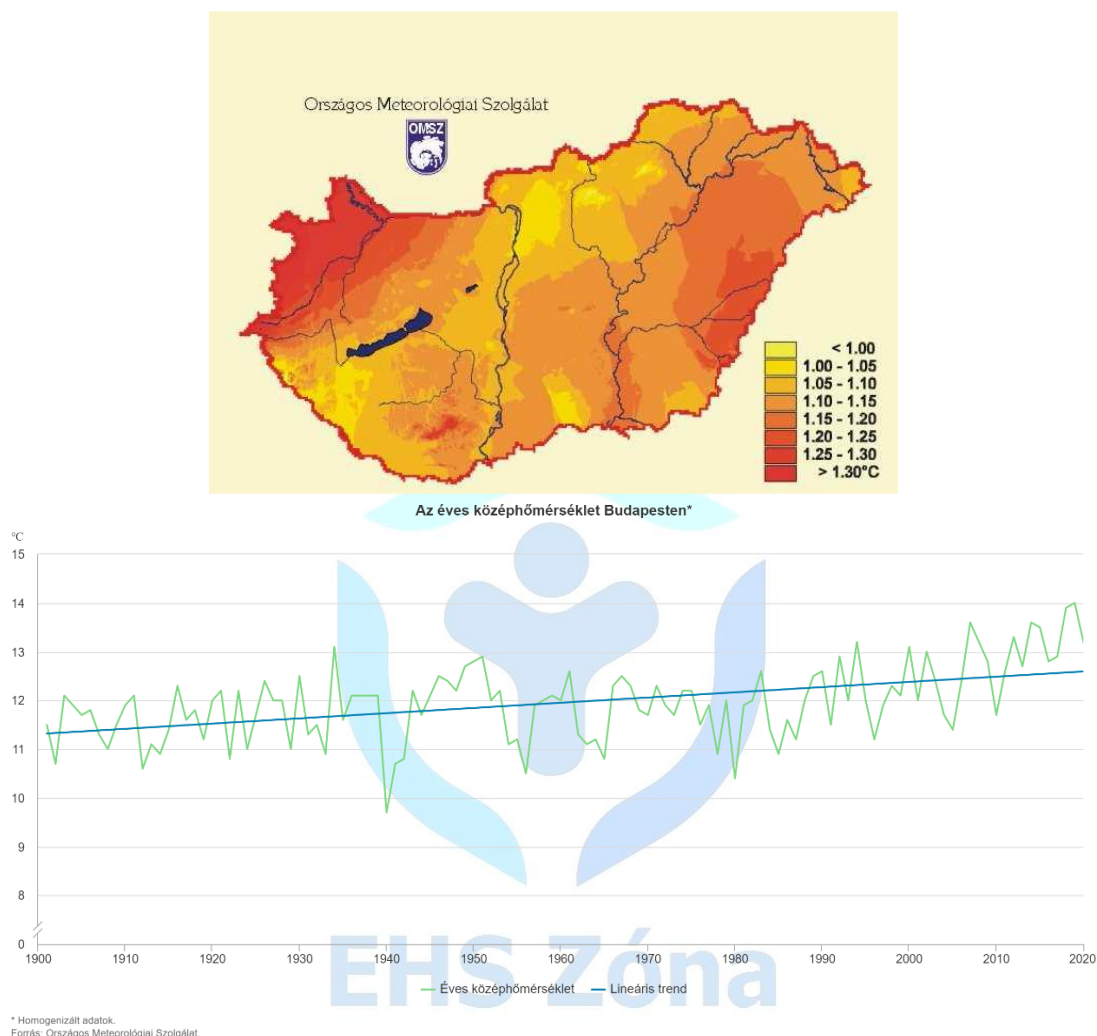 Országos Meteorológiai Szolgálat
OMSZ
< 1.00
1.00 - 1.05
1.05 - 1.10
1.10 - 1.15
1.15 - 1.20
1.20 - 1.25
1.25 - 1.30
> 1.30°C
Az éves középhőmérséklet Budapesten*
°C
15
14
13
12
11
10
9
8
0
1900 1910 1920 1930 1940 1950 1960 1970 1980 1990 2000 2010 2020
EHS Zóna
Éves középhőmérséklet Lineáris trend
* Homogenizált adatok.
Forrás: Országos Meteorológiai Szolgálat.